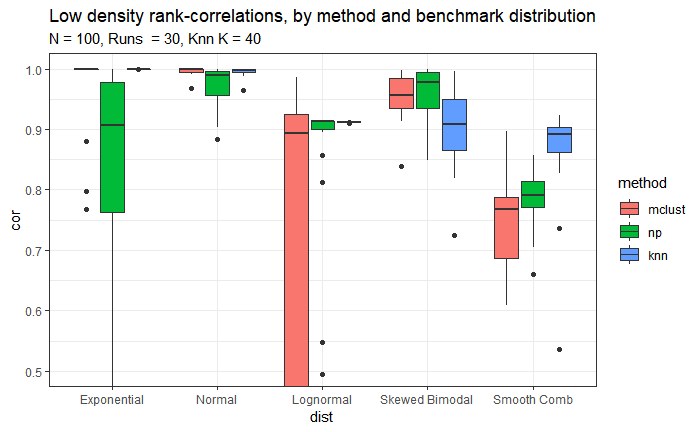 Low density rank-correlations, by method and benchmark distribution
N = 100, Runs  = 30, Knn K = 40
cor
1.0
0.9
0.8
0.7
0.6
0.5
Exponential
Normal
Lognormal
Skewed Bimodal
Smooth Comb
dist
method
mclust
np
knn